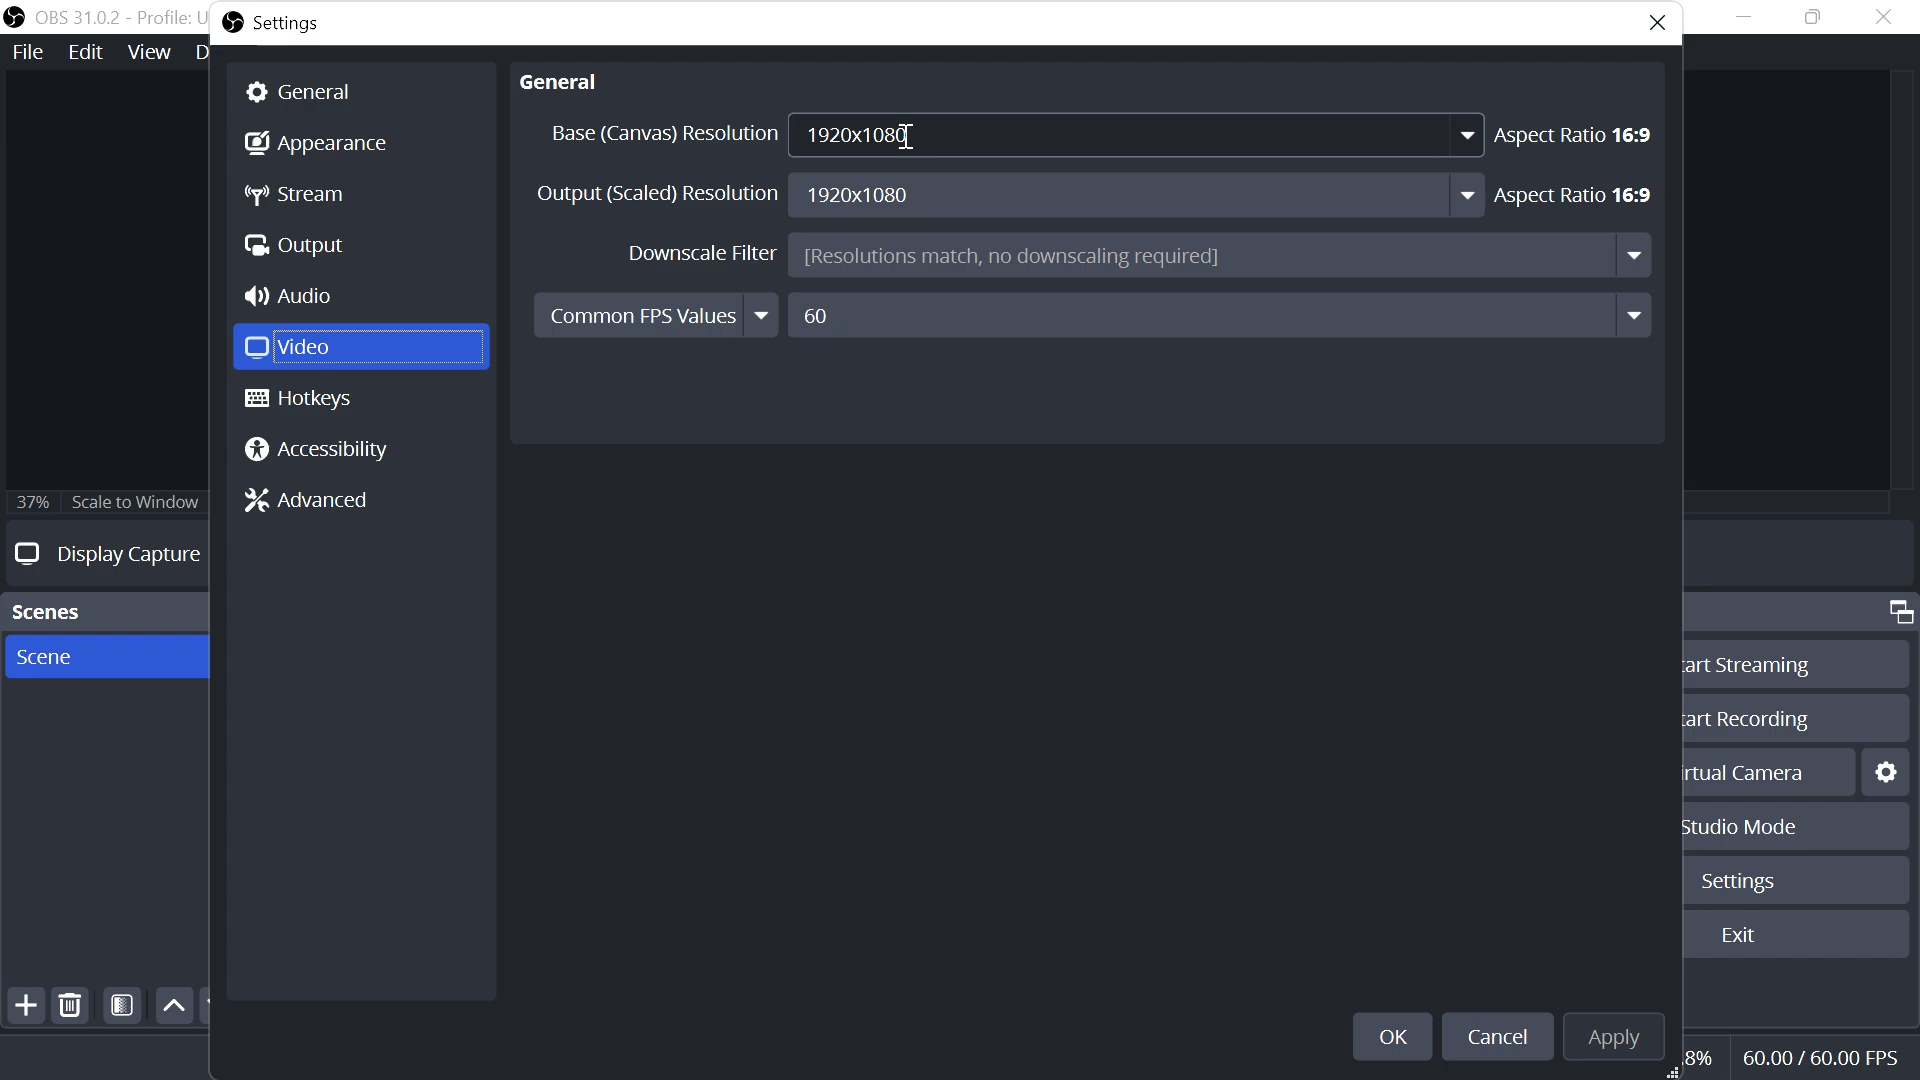 OBS 31.0.2 - Profile: U
File Edit View D
37% Scale to Window
Display Capture
Scenes
Scene
Settings
General
Appearance
Stream
Output
Audio
Video
Hotkeys
Accessibility
Advanced
General
Base (Canvas) Resolution 1920x1080 Aspect Ratio 16:9
Output (Scaled) Resolution 1920x1080 Aspect Ratio 16:9
Downscale Filter [Resolutions match, no downscaling required]
Common FPS Values 60
OK Cancel Apply
tart Streaming
tart Recording
irtual Camera
Studio Mode
Settings
Exit
.8% 60.00 / 60.00 FPS